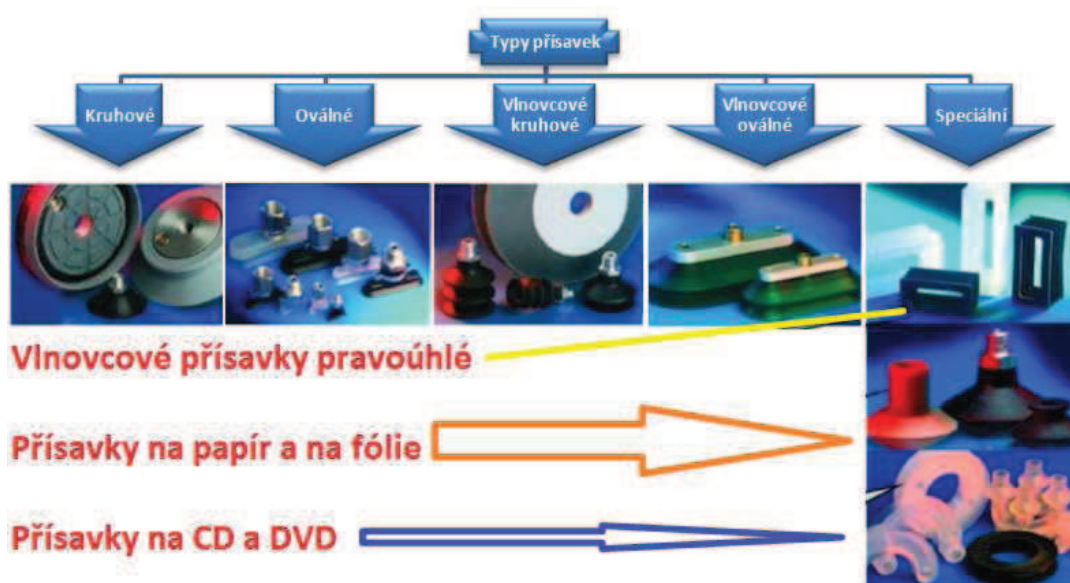 Typy přísavek
Kruhové
Oválné
Vlnovcové
kruhové
Vlnovcové
oválné
Speciální
Vlnovcové přísavky pravoúhlé
Přísavky na papír a na fólie
Přísavky na CD a DVD